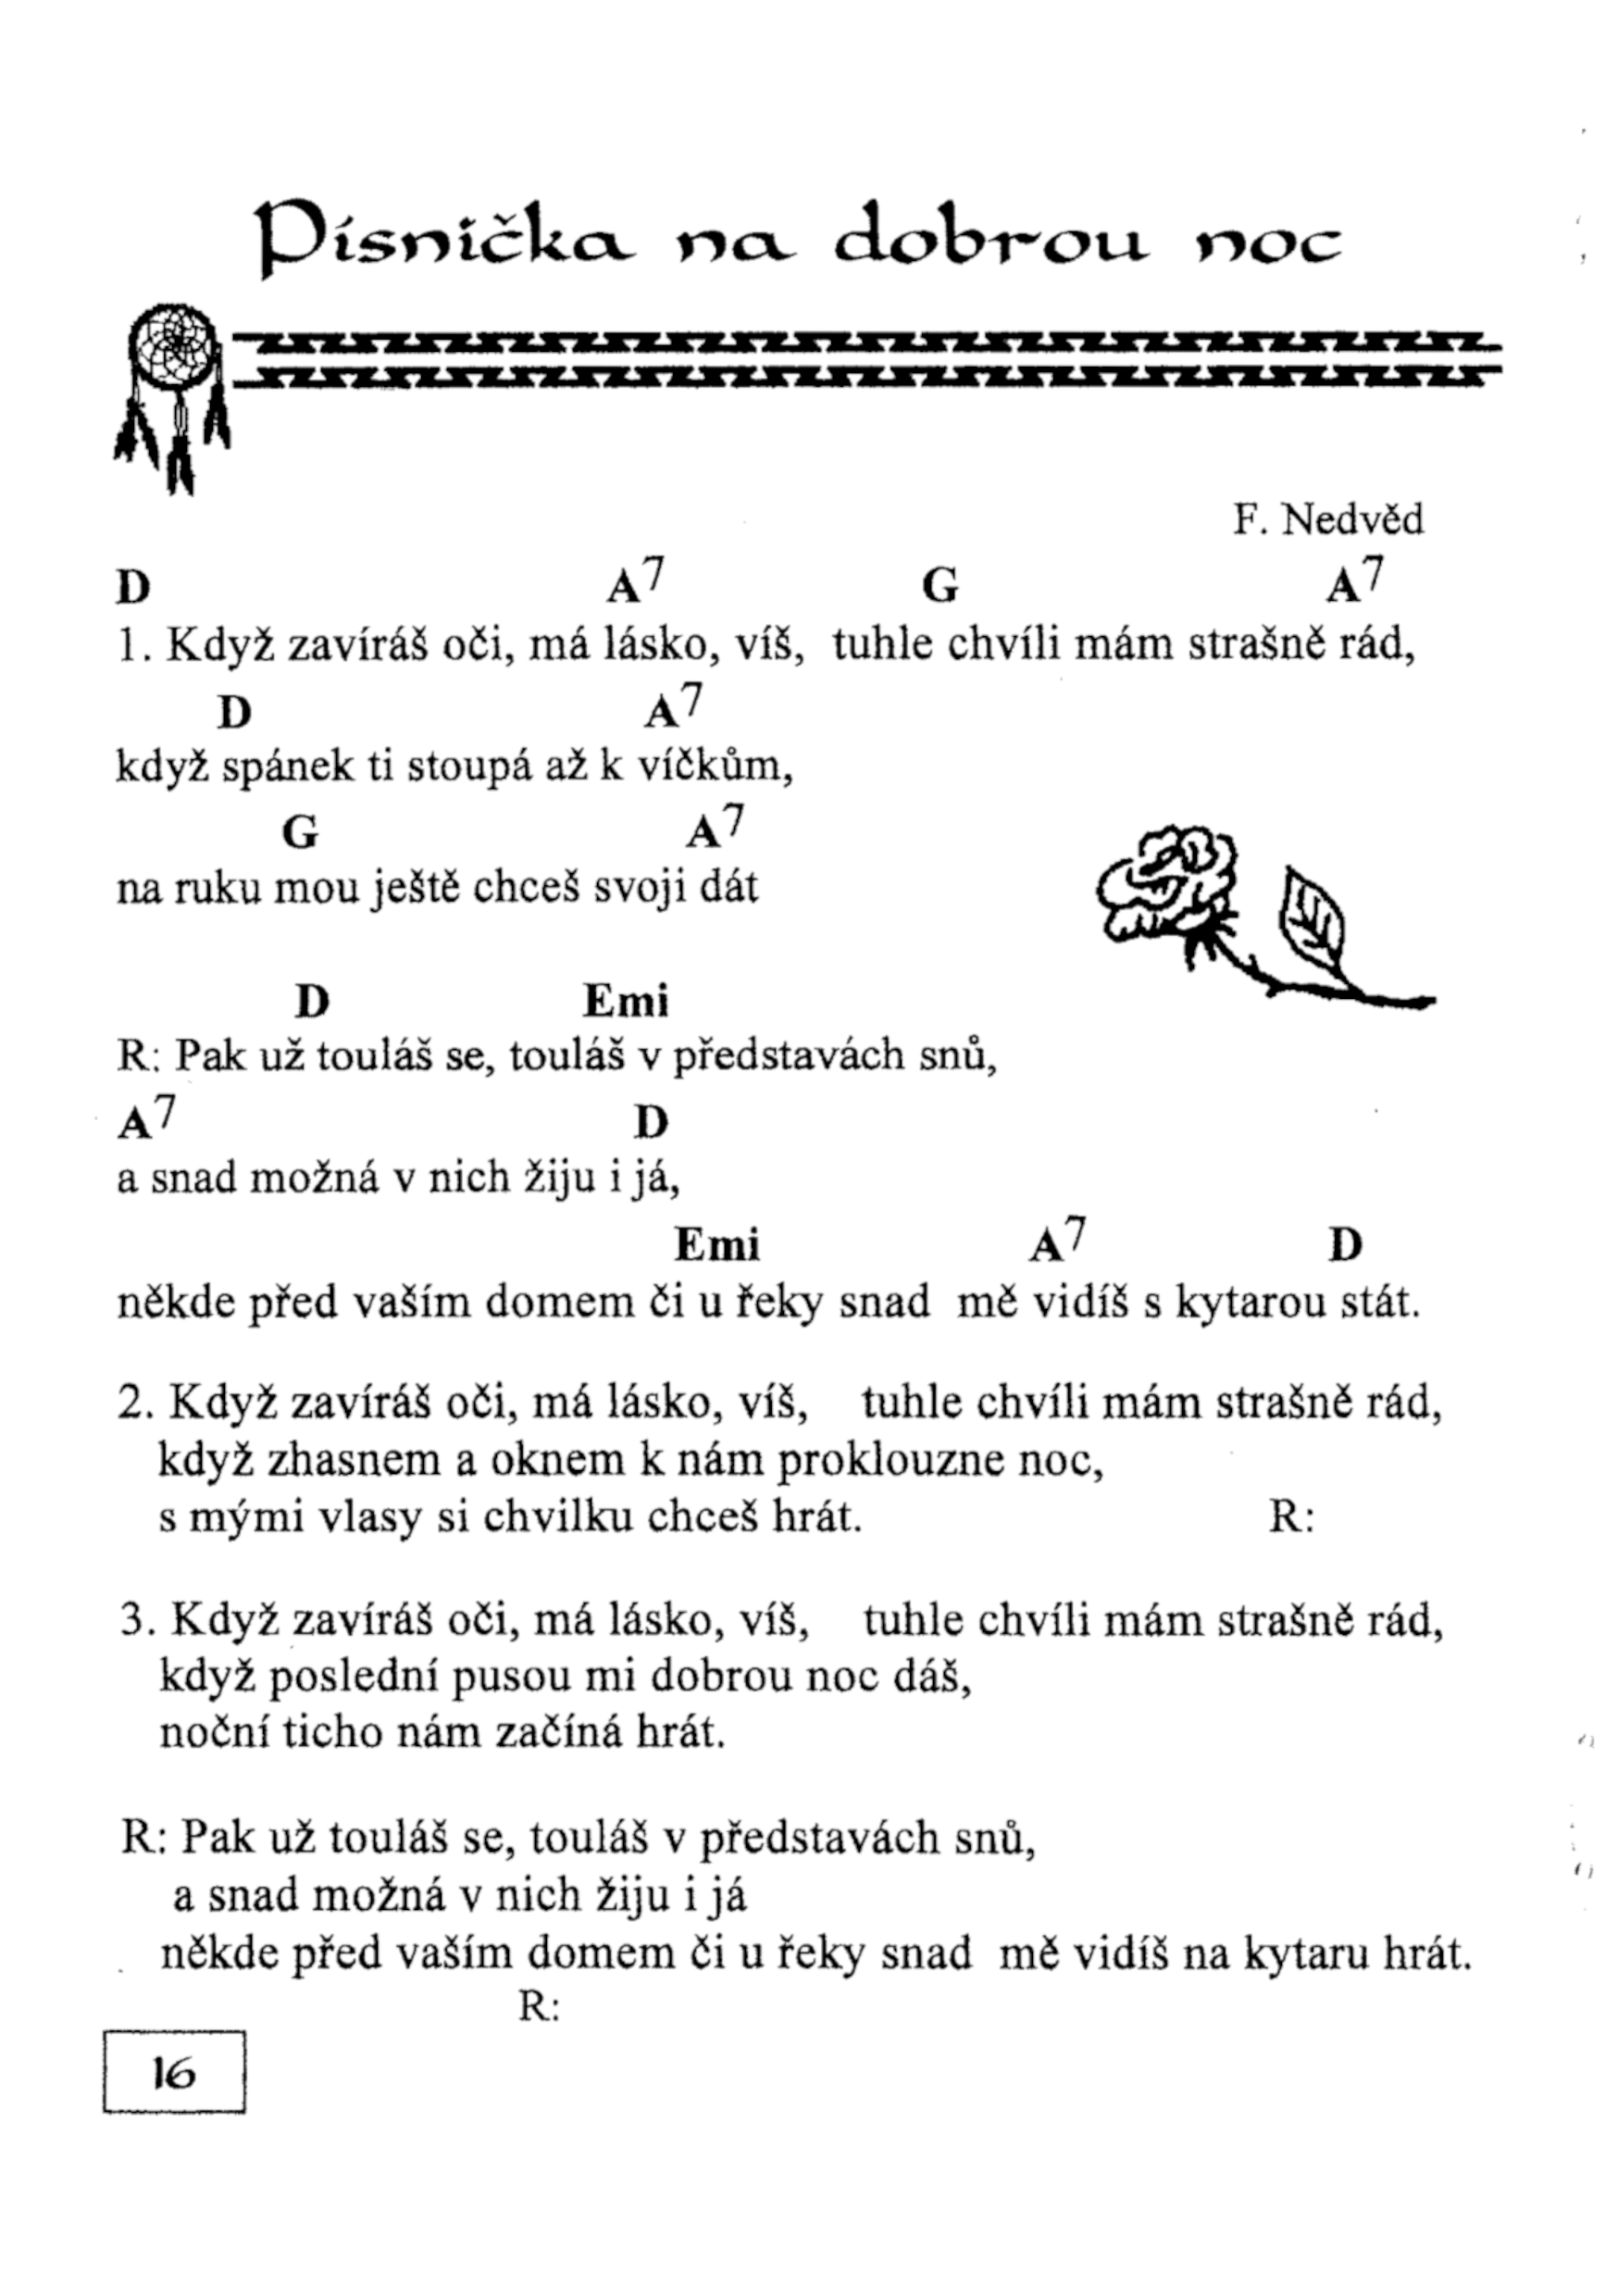 Písnička na dobrou noc
F. Nedvěd
D A7 G A7
1. Když zavíráš oči, má lásko, víš, tuhle chvíli mám strašně rád,
D A7
když spánek ti stoupá až k víčkům,
G A7
na ruku mou ještě chceš svoji dát
D Emi
R: Pak už touláš se, touláš v představách snů,
A7 D
a snad možná v nich žiju i já,
Emi A7 D
někde před vaším domem či u řeky snad mě vidíš s kytarou stát.
2. Když zavíráš oči, má lásko, víš, tuhle chvíli mám strašně rád,
když zhasnem a oknem k nám proklouzne noc,
s mými vlasy si chvilku chceš hrát. R:
3. Když zavíráš oči, má lásko, víš, tuhle chvíli mám strašně rád,
když poslední pusou mi dobrou noc dáš,
noční ticho nám začíná hrát.
R: Pak už touláš se, touláš v představách snů,
a snad možná v nich žiju i já
někde před vaším domem či u řeky snad mě vidíš na kytaru hrát.
R:
16